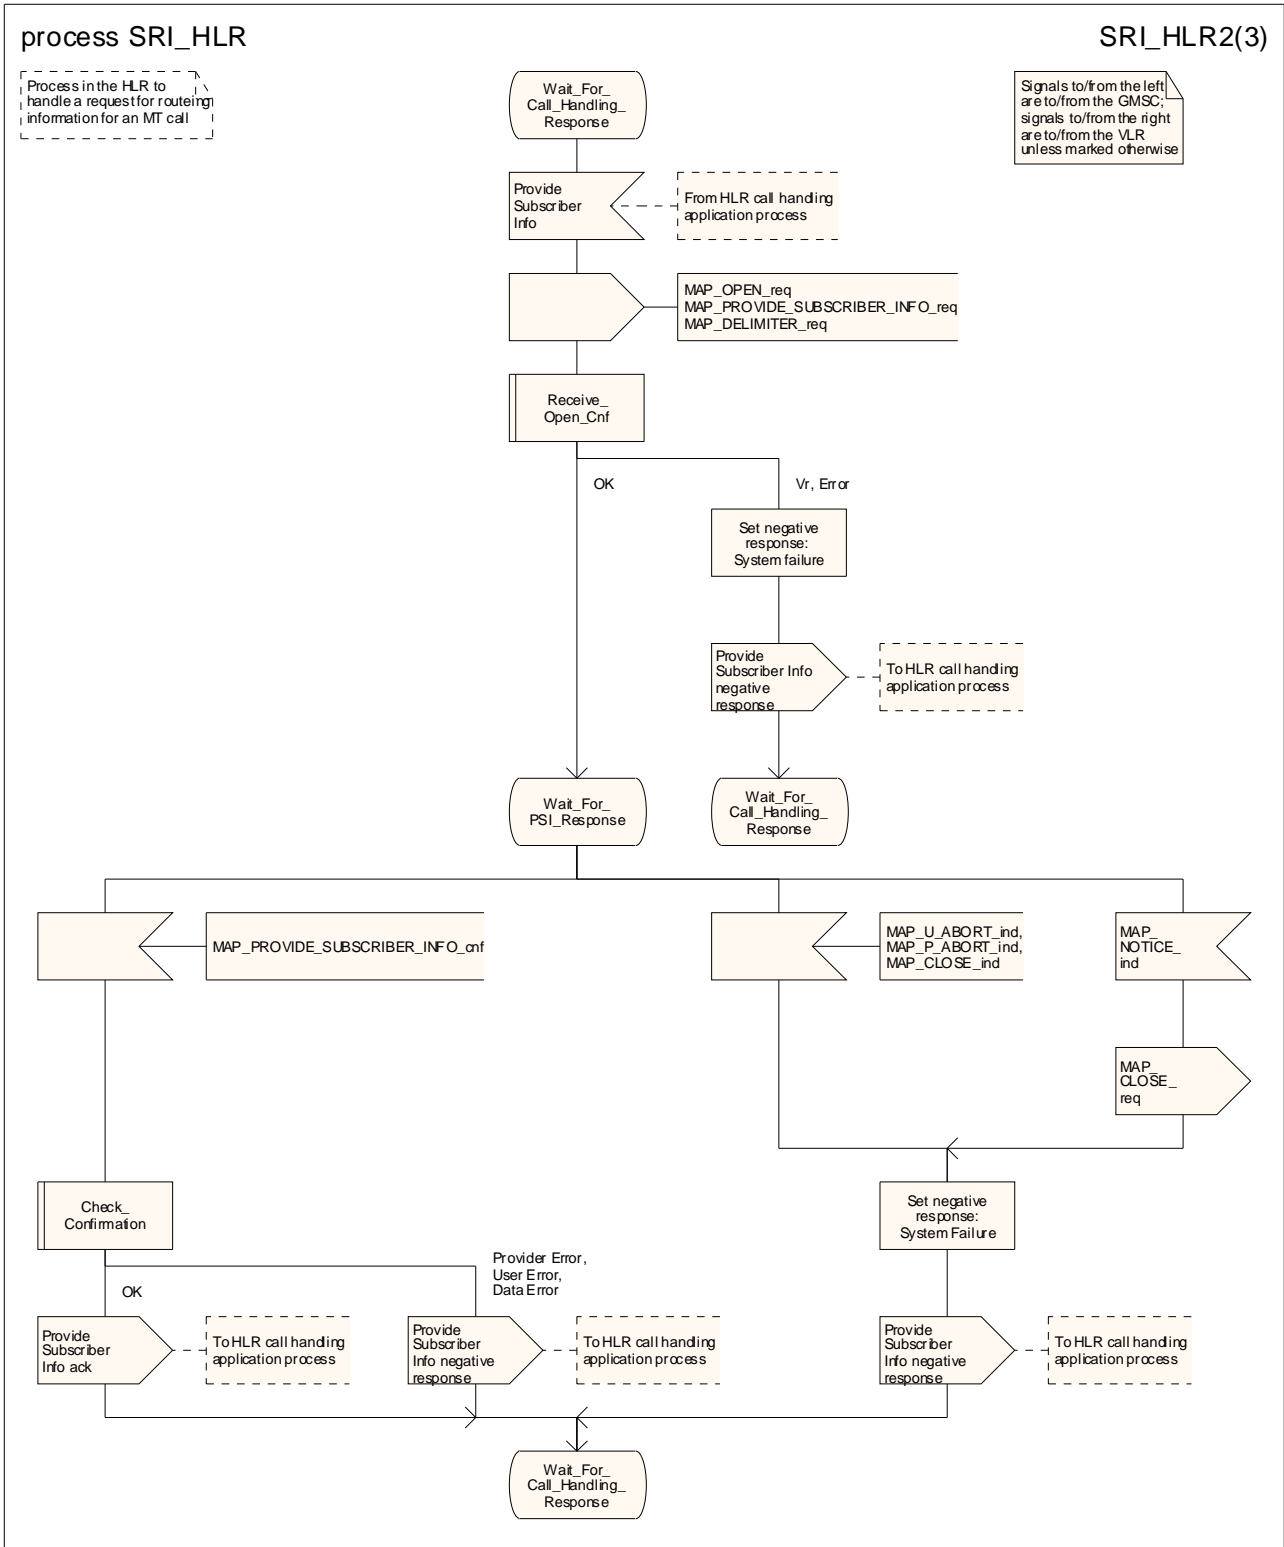 process SRI_HLR
SRI_HLR2(3)
Process in the HLR to
handle a request for routeing
information for an MT call
Wait_For_
Call_Handling_
Response
Signals to/from the left
are to/from the GMSC;
signals to/from the right
are to/from the VLR
unless marked otherwise
Provide
Subscriber
Info
From HLR call handling
application process
MAP_OPEN_req
MAP_PROVIDE_SUBSCRIBER_INFO_req
MAP_DELIMITER_req
Receive_
Open_Cnf
OK
Vr, Error
Set negative
response:
System failure
Provide
Subscriber Info
negative
response
To HLR call handling
application process
Wait_For_
PSI_Response
Wait_For_
Call_Handling_
Response
MAP_PROVIDE_SUBSCRIBER_INFO_cnf
MAP_U_ABORT_ind,
MAP_P_ABORT_ind,
MAP_CLOSE_ind
MAP_
NOTICE_
ind
MAP_
CLOSE_
req
Check_
Confirmation
Set negative
response:
System Failure
OK
Provider Error,
User Error,
Data Error
Provide
Subscriber
Info ack
To HLR call handling
application process
Provide
Subscriber
Info negative
response
To HLR call handling
application process
Provide
Subscriber
Info negative
response
To HLR call handling
application process
Wait_For_
Call_Handling_
Response